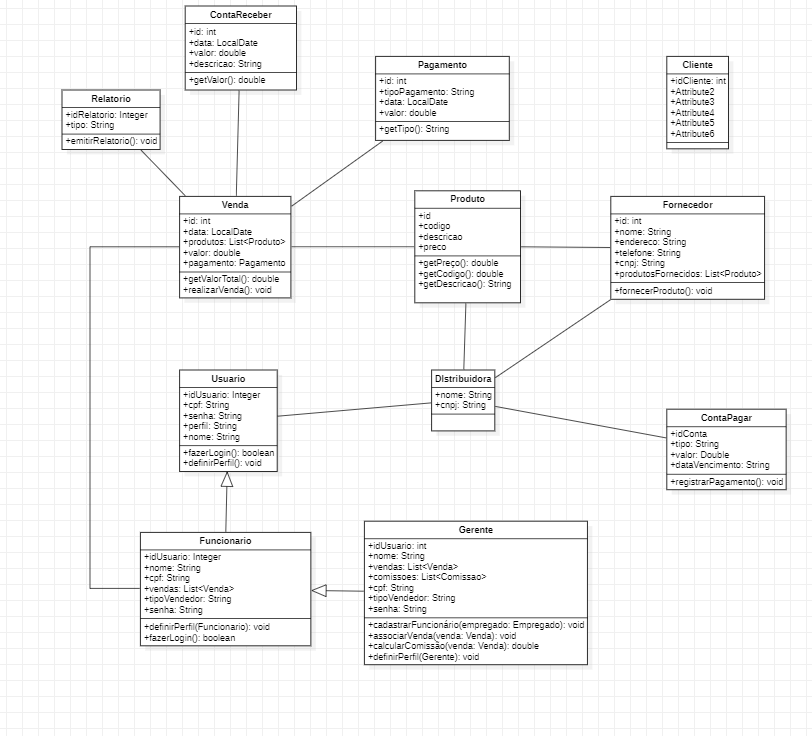 ContaReceber
+id: int
+data: LocalDate
+valor: double
+descricao: String
+getValor(): double
Pagamento
+id: int
+tipoPagamento: String
+data: LocalDate
+valor: double
+getTipo(): String
Cliente
+idCliente: int
+Attribute2
+Attribute3
+Attribute4
+Attribute5
+Attribute6
Relatorio
+idRelatorio: Integer
+tipo: String
+emitirRelatorio(): void
Venda
+id: int
+data: LocalDate
+produtos: List<Produto>
+valor: double
+pagamento: Pagamento
+getValorTotal(): double
+realizarVenda(): void
Produto
+id
+codigo
+descricao
+preco
+getPreço(): double
+getCodigo(): double
+getDescricao(): String
Fornecedor
+id: int
+nome: String
+endereco: String
+telefone: String
+cnpj: String
+produtosFornecidos: List<Produto>
+fornecerProduto(): void
Usuario
+idUsuario: Integer
+cpf: String
+senha: String
+perfil: String
+nome: String
+fazerLogin(): boolean
+definirPerfil(): void
DIstribuidora
+nome: String
+cnpj: String
ContaPagar
+idConta
+tipo: String
+valor: Double
+dataVencimento: String
+registrarPagamento(): void
Funcionario
+idUsuario: Integer
+nome: String
+cpf: String
+vendas: List<Venda>
+tipoVendedor: String
+senha: String
+definirPerfil(Funcionario): void
+fazerLogin(): boolean
Gerente
+idUsuario: int
+nome: String
+vendas: List<Venda>
+comissoes: List<Comissao>
+cpf: String
+tipoVendedor: String
+senha: String
+cadastrarFuncionário(empregado: Empregado): void
+associarVenda(venda: Venda): void
+calcularComissão(venda: Venda): double
+definirPerfil(Gerente): void